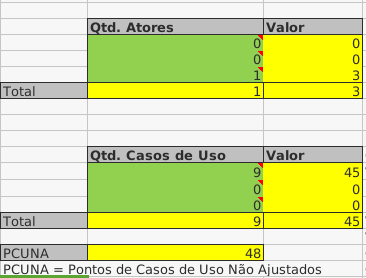 Qtd. Atores Valor
0 0
0 0
1 3
Total 1 3
Qtd. Casos de Uso Valor
9 45
0 0
0 0
Total 9 45
PCUNA 48
PCUNA = Pontos de Casos de Uso Não Ajustados